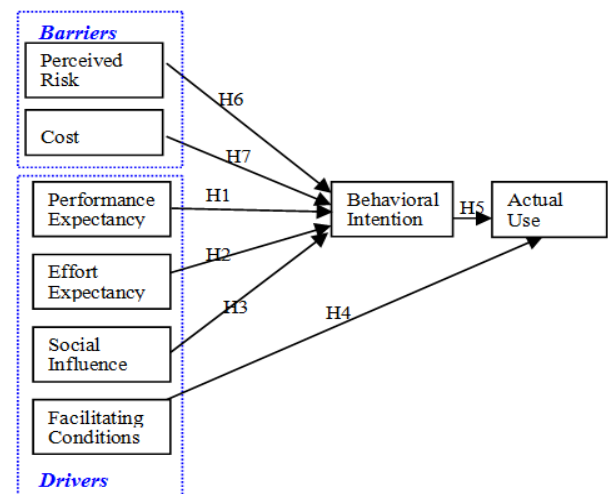 Barriers
Perceived
Risk
H6
Cost
H7
Performance
Expectancy
H1
Behavioral
Intention
H5
Actual
Use
Effort
Expectancy
H2
Social
Influence
H3
H4
Facilitating
Conditions
Drivers